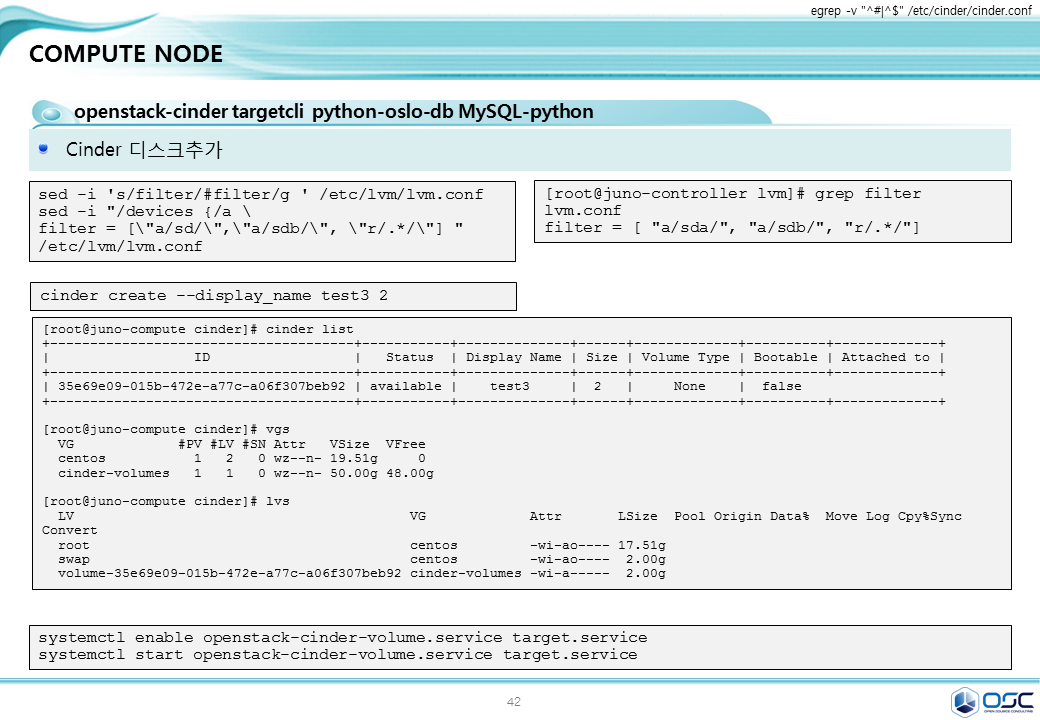 egrep -v "^#|^$" /etc/cinder/cinder.conf
COMPUTE NODE
openstack-cinder targetcli python-oslo-db MySQL-python
Cinder 디스크추가
sed -i 's/filter/#filter/g ' /etc/lvm/lvm.conf
sed -i "/devices {/a \
filter = [\"a/sd/\",\"a/sdb/\", \"r/.*/\"] "
/etc/lvm/lvm.conf
[root@juno-controller lvm]# grep filter
lvm.conf
filter = [ "a/sda/", "a/sdb/", "r/.*/"]
cinder create --display_name test3 2
[root@juno-compute cinder]# cinder list
+--------------------------------------+-----------+--------------+------+-------------+----------+-------------+
| ID | Status | Display Name | Size | Volume Type | Bootable | Attached to |
+--------------------------------------+-----------+--------------+------+-------------+----------+-------------+
| 35e69e09-015b-472e-a77c-a06f307beb92 | available | test3 | 2 | None | false
+--------------------------------------+-----------+--------------+------+-------------+----------+-------------+
[root@juno-compute cinder]# vgs
VG #PV #LV #SN Attr VSize VFree
centos 1 2 0 wz--n- 19.51g 0
cinder-volumes 1 1 0 wz--n- 50.00g 48.00g
[root@juno-compute cinder]# lvs
LV VG Attr LSize Pool Origin Data% Move Log Cpy%Sync
Convert
root centos -wi-ao---- 17.51g
swap centos -wi-ao---- 2.00g
volume-35e69e09-015b-472e-a77c-a06f307beb92 cinder-volumes -wi-a----- 2.00g
systemctl enable openstack-cinder-volume.service target.service
systemctl start openstack-cinder-volume.service target.service
42
OSC
OPEN SOURCE CONSULTING